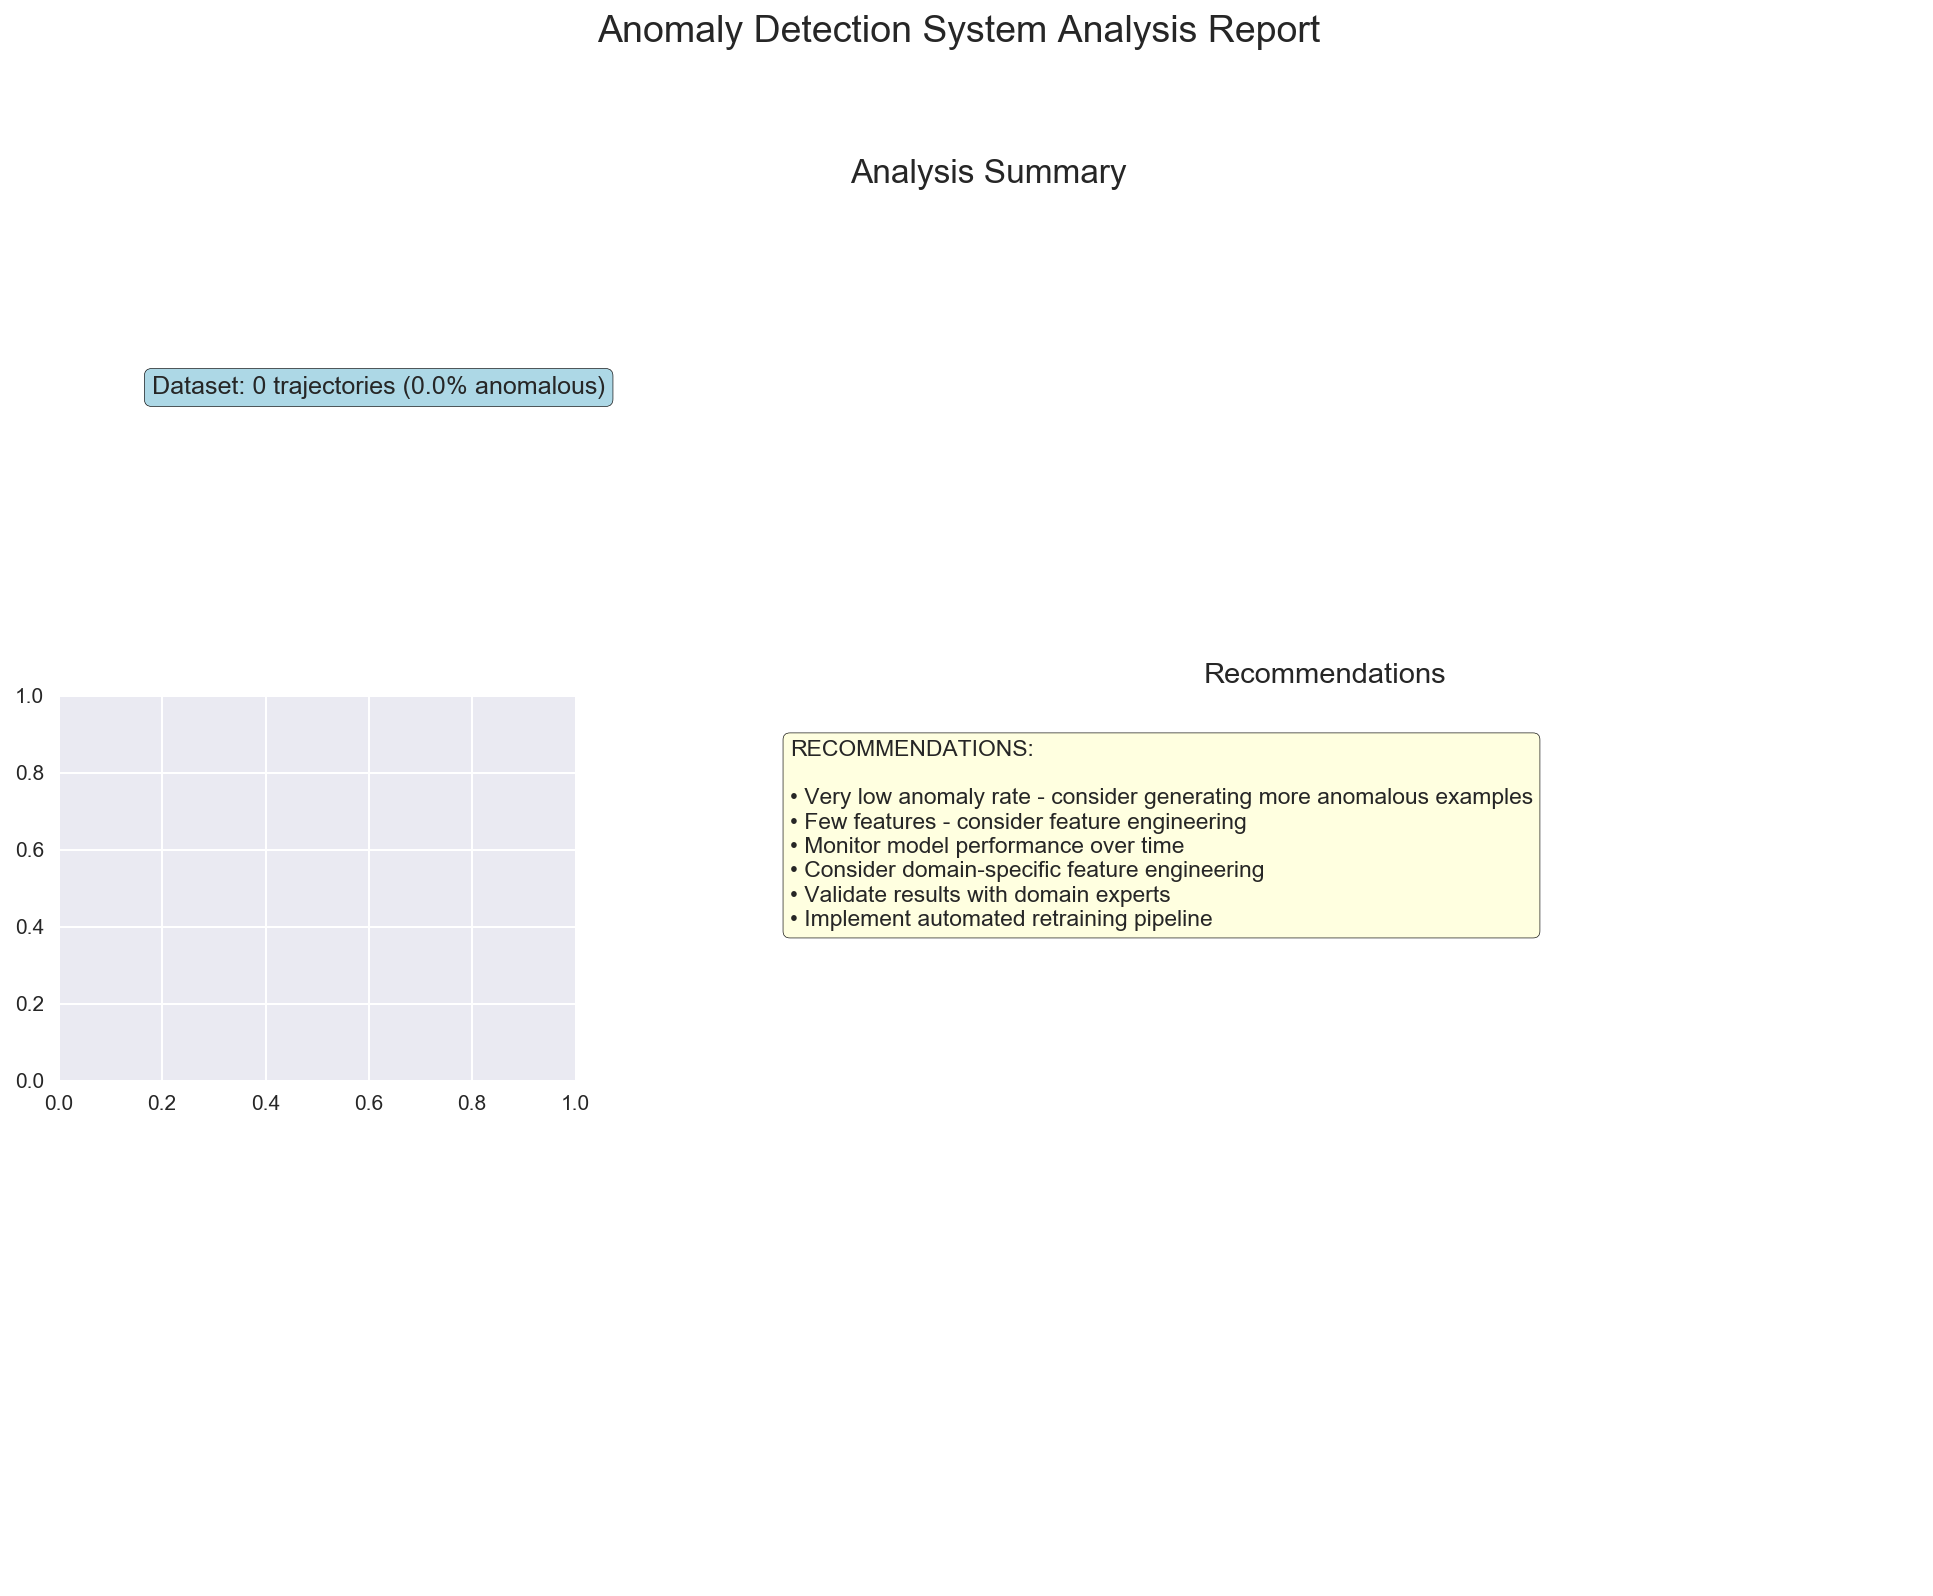 Anomaly Detection System Analysis Report
Analysis Summary
Dataset: 0 trajectories (0.0% anomalous)
1.0
0.8
0.6
0.4
0.2
0.0
0.0 0.2 0.4 0.6 0.8 1.0
Recommendations
RECOMMENDATIONS:
• Very low anomaly rate - consider generating more anomalous examples
• Few features - consider feature engineering
• Monitor model performance over time
• Consider domain-specific feature engineering
• Validate results with domain experts
• Implement automated retraining pipeline